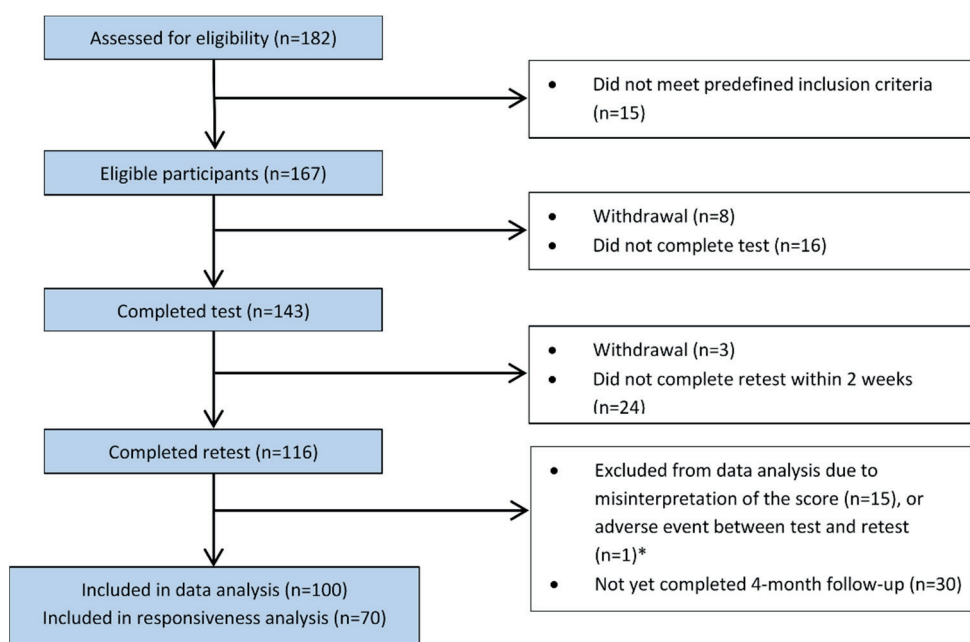 Assessed for eligibility (n=182)
• Did not meet predefined inclusion criteria
(n=15)
Eligible participants (n=167)
• Withdrawal (n=8)
• Did not complete test (n=16)
Completed test (n=143)
• Withdrawal (n=3)
• Did not complete retest within 2 weeks
(n=24)
Completed retest (n=116)
• Excluded from data analysis due to
misinterpretation of the score (n=15), or
adverse event between test and retest
(n=1)*
• Not yet completed 4-month follow-up (n=30)
Included in data analysis (n=100)
Included in responsiveness analysis (n=70)